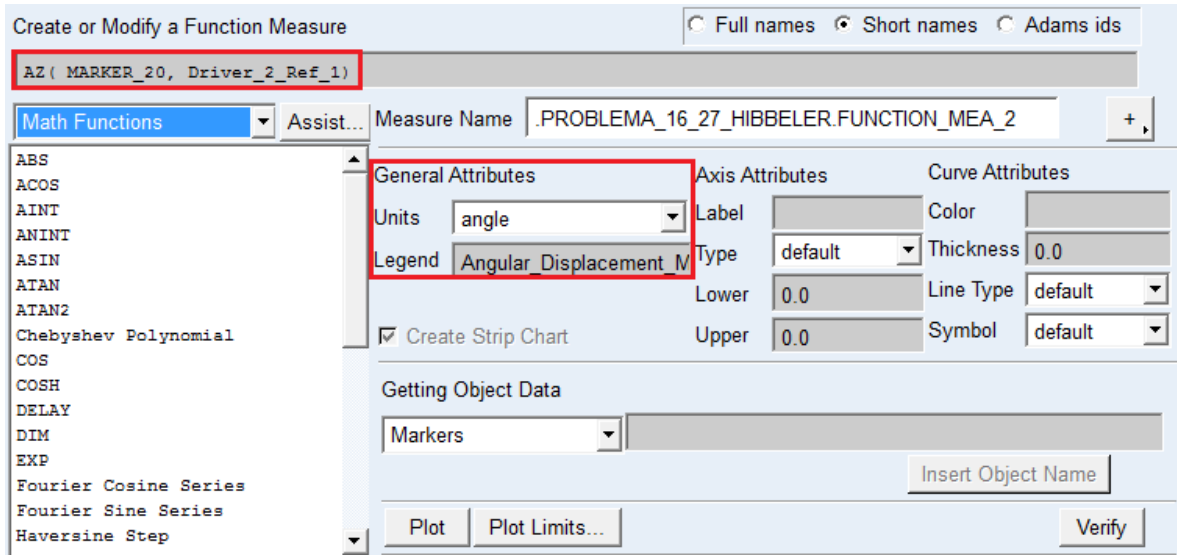 Create or Modify a Function Measure
Full names Short names Adams ids
AZ( MARKER_20, Driver_2_Ref_1)
Math Functions Assist... Measure Name .PROBLEMA_16_27_HIBBELER.FUNCTION_MEA_2 +
ABS
ACOS
AINT
ANINT
ASIN
ATAN
ATAN2
Chebyshev Polynomial
COS
COSH
DELAY
DIM
EXP
Fourier Cosine Series
Fourier Sine Series
Haversine Step
General Attributes
Units angle
Legend Angular_Displacement_M
Create Strip Chart
Axis Attributes
Label
Type default
Lower 0.0
Upper 0.0
Curve Attributes
Color
Thickness 0.0
Line Type default
Symbol default
Getting Object Data
Markers
Insert Object Name
Plot Plot Limits... Verify